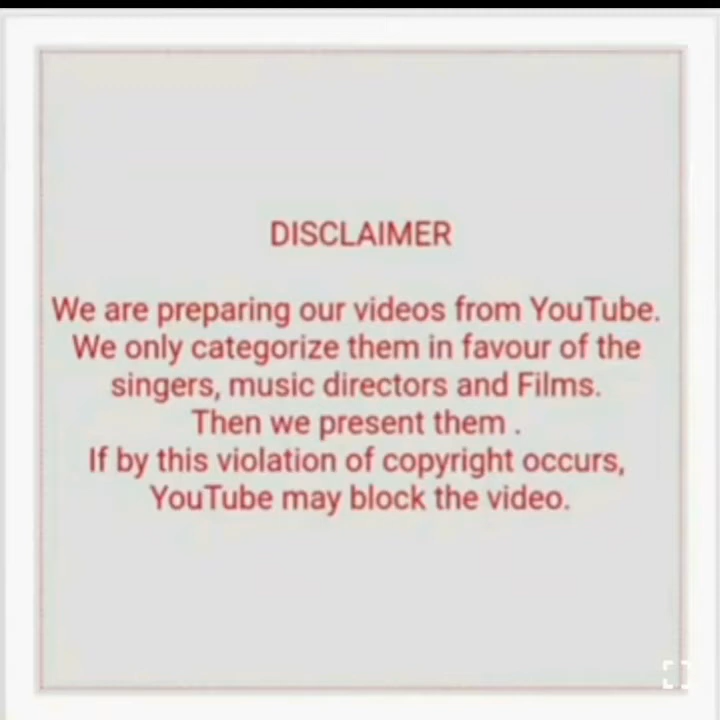 DISCLAIMER
We are preparing our videos from YouTube.
We only categorize them in favour of the
singers, music directors and Films.
Then we present them .
If by this violation of copyright occurs,
YouTube may block the video.